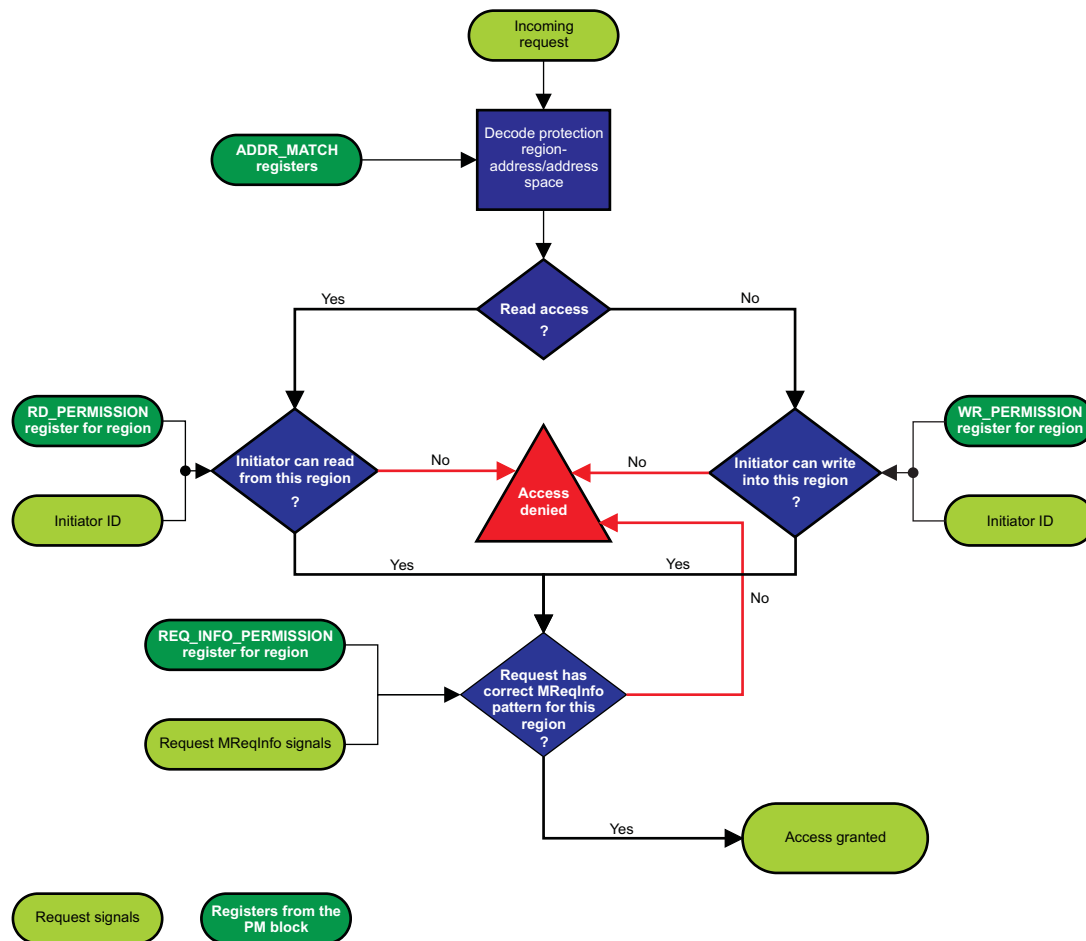 Incoming
request
ADDR_MATCH
registers
Decode protection
region-
address/address
space
Yes
No
Read access
?
RD_PERMISSION
register for region
Initiator ID
Initiator can read
from this region
?
No
Access
denied
No
Initiator can write
into this region
?
WR_PERMISSION
register for region
Initiator ID
Yes
Yes
No
REQ_INFO_PERMISSION
register for region
Request MReqInfo signals
Request has
correct MReqInfo
pattern for this
region
?
Yes
Access granted
Request signals
Registers from the
PM block